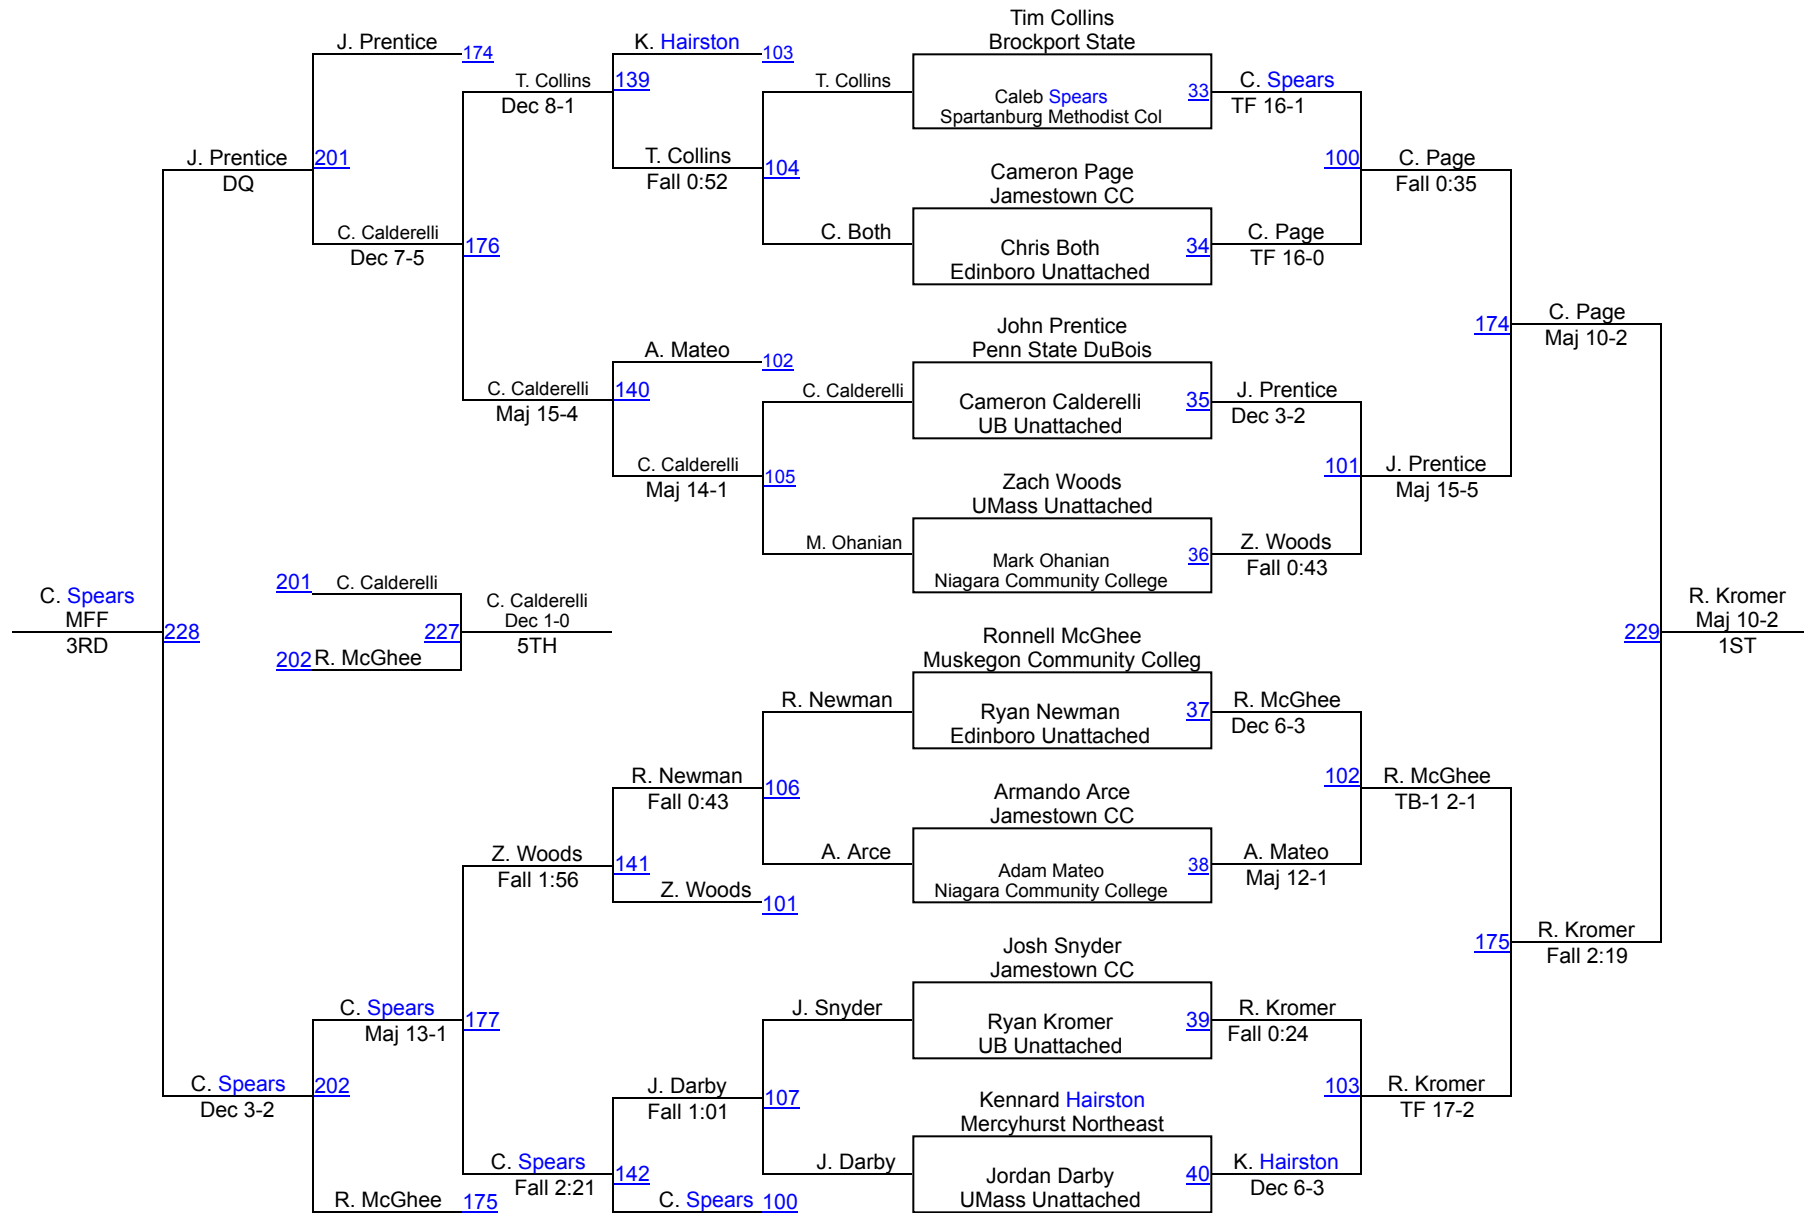 Tim Collins
J. Prentice
174
K. Hairston
103
Brockport State
T. Collins
139
T. Collins
Caleb Spears
33
C. Spears
Dec 8-1
Spartanburg Methodist Col
TF 16-1
J. Prentice
201
T. Collins
104
Cameron Page
100
C. Page
DQ
Fall 0:52
Jamestown CC
Fall 0:35
C. Calderelli
176
C. Both
Chris Both
34
C. Page
Dec 7-5
Edinboro Unattached
TF 16-0
John Prentice
174
C. Page
A. Mateo
102
Penn State DuBois
Maj 10-2
C. Calderelli
140
C. Calderelli
Cameron Calderelli
35
J. Prentice
Maj 15-4
UB Unattached
Dec 3-2
C. Calderelli
105
Zach Woods
101
J. Prentice
Maj 14-1
UMass Unattached
Maj 15-5
M. Ohanian
Mark Ohanian
36
Z. Woods
Niagara Community College
Fall 0:43
201
C. Calderelli
C. Spears
C. Calderelli
R. Kromer
MFF
228
227
Dec 1-0
229
Maj 10-2
3RD
5TH
1ST
202
R. McGhee
Ronnell McGhee
Muskegon Community Colleg
R. Newman
Ryan Newman
37
R. McGhee
Edinboro Unattached
Dec 6-3
R. Newman
106
Armando Arce
102
R. McGhee
Fall 0:43
Jamestown CC
TB-1 2-1
Z. Woods
141
A. Arce
Adam Mateo
38
A. Mateo
Fall 1:56
Z. Woods
101
Niagara Community College
Maj 12-1
Josh Snyder
175
R. Kromer
Jamestown CC
Fall 2:19
C. Spears
177
J. Snyder
Ryan Kromer
39
R. Kromer
Maj 13-1
UB Unattached
Fall 0:24
C. Spears
202
J. Darby
107
Kennard Hairston
103
R. Kromer
Dec 3-2
Fall 1:01
Mercyhurst Northeast
TF 17-2
C. Spears
142
J. Darby
Jordan Darby
40
K. Hairston
Fall 2:21
UMass Unattached
Dec 6-3
R. McGhee
175
C. Spears
100